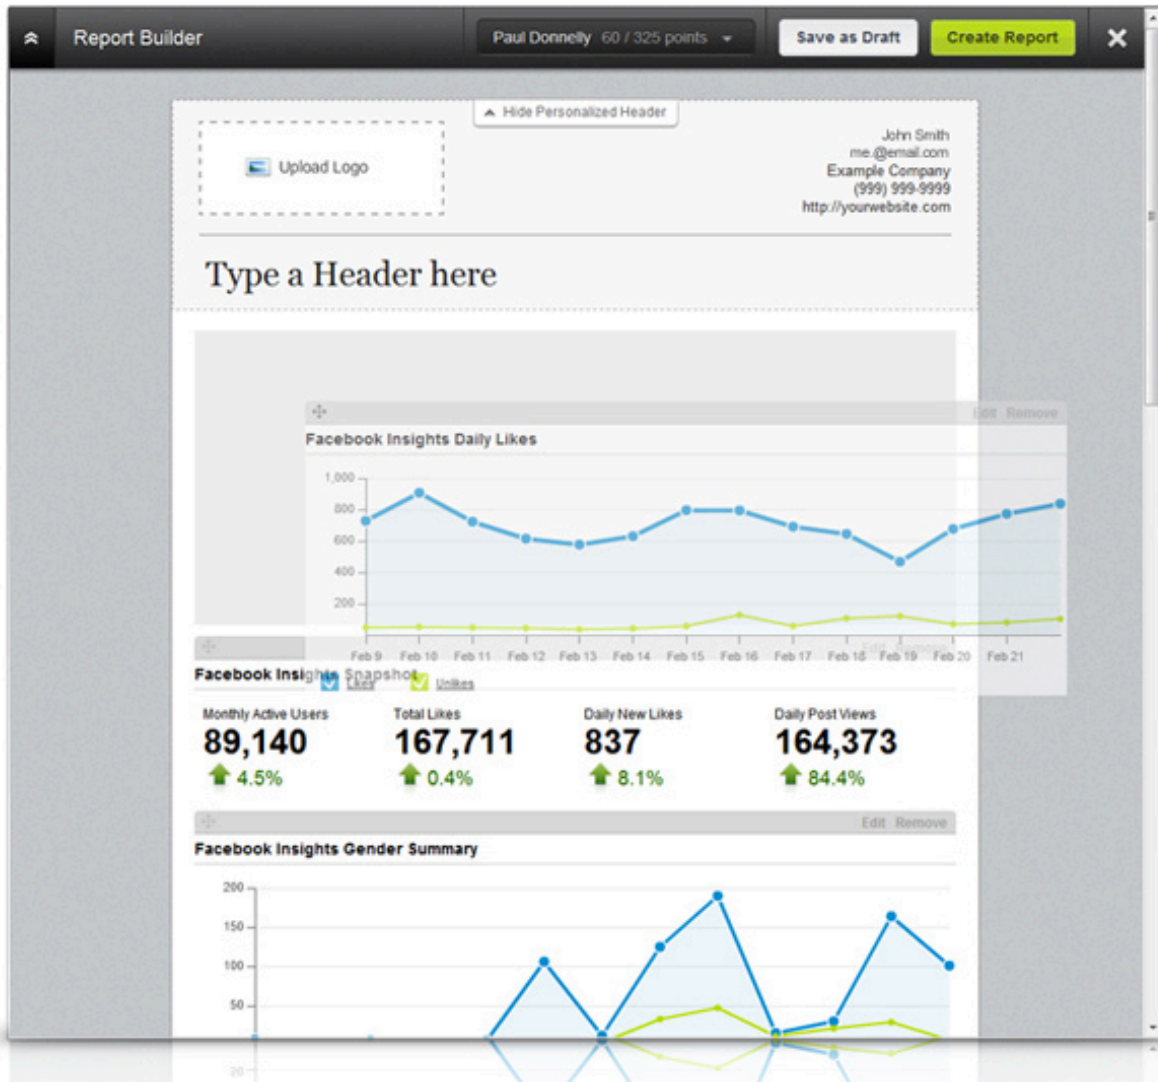 Report Builder
Paul Donnelly 60 / 325 points
Save as Draft
Create Report
Hide Personalized Header
Upload Logo
John Smith
me.@email.com
Example Company
(999) 999-9999
http://yourwebsite.com
Type a Header here
Edit Remove
Facebook Insights Daily Likes
1,000
800
600
400
200
Feb 9 Feb 10 Feb 11 Feb 12 Feb 13 Feb 14 Feb 15 Feb 16 Feb 17 Feb 18 Feb 19 Feb 20 Feb 21
Edit Remove
Facebook Insights Snapshot
Likes Unlikes
Monthly Active Users Total Likes Daily New Likes Daily Post Views
89,140 167,711 837 164,373
4.5% 0.4% 8.1% 84.4%
Edit Remove
Facebook Insights Gender Summary
200
150
100
50